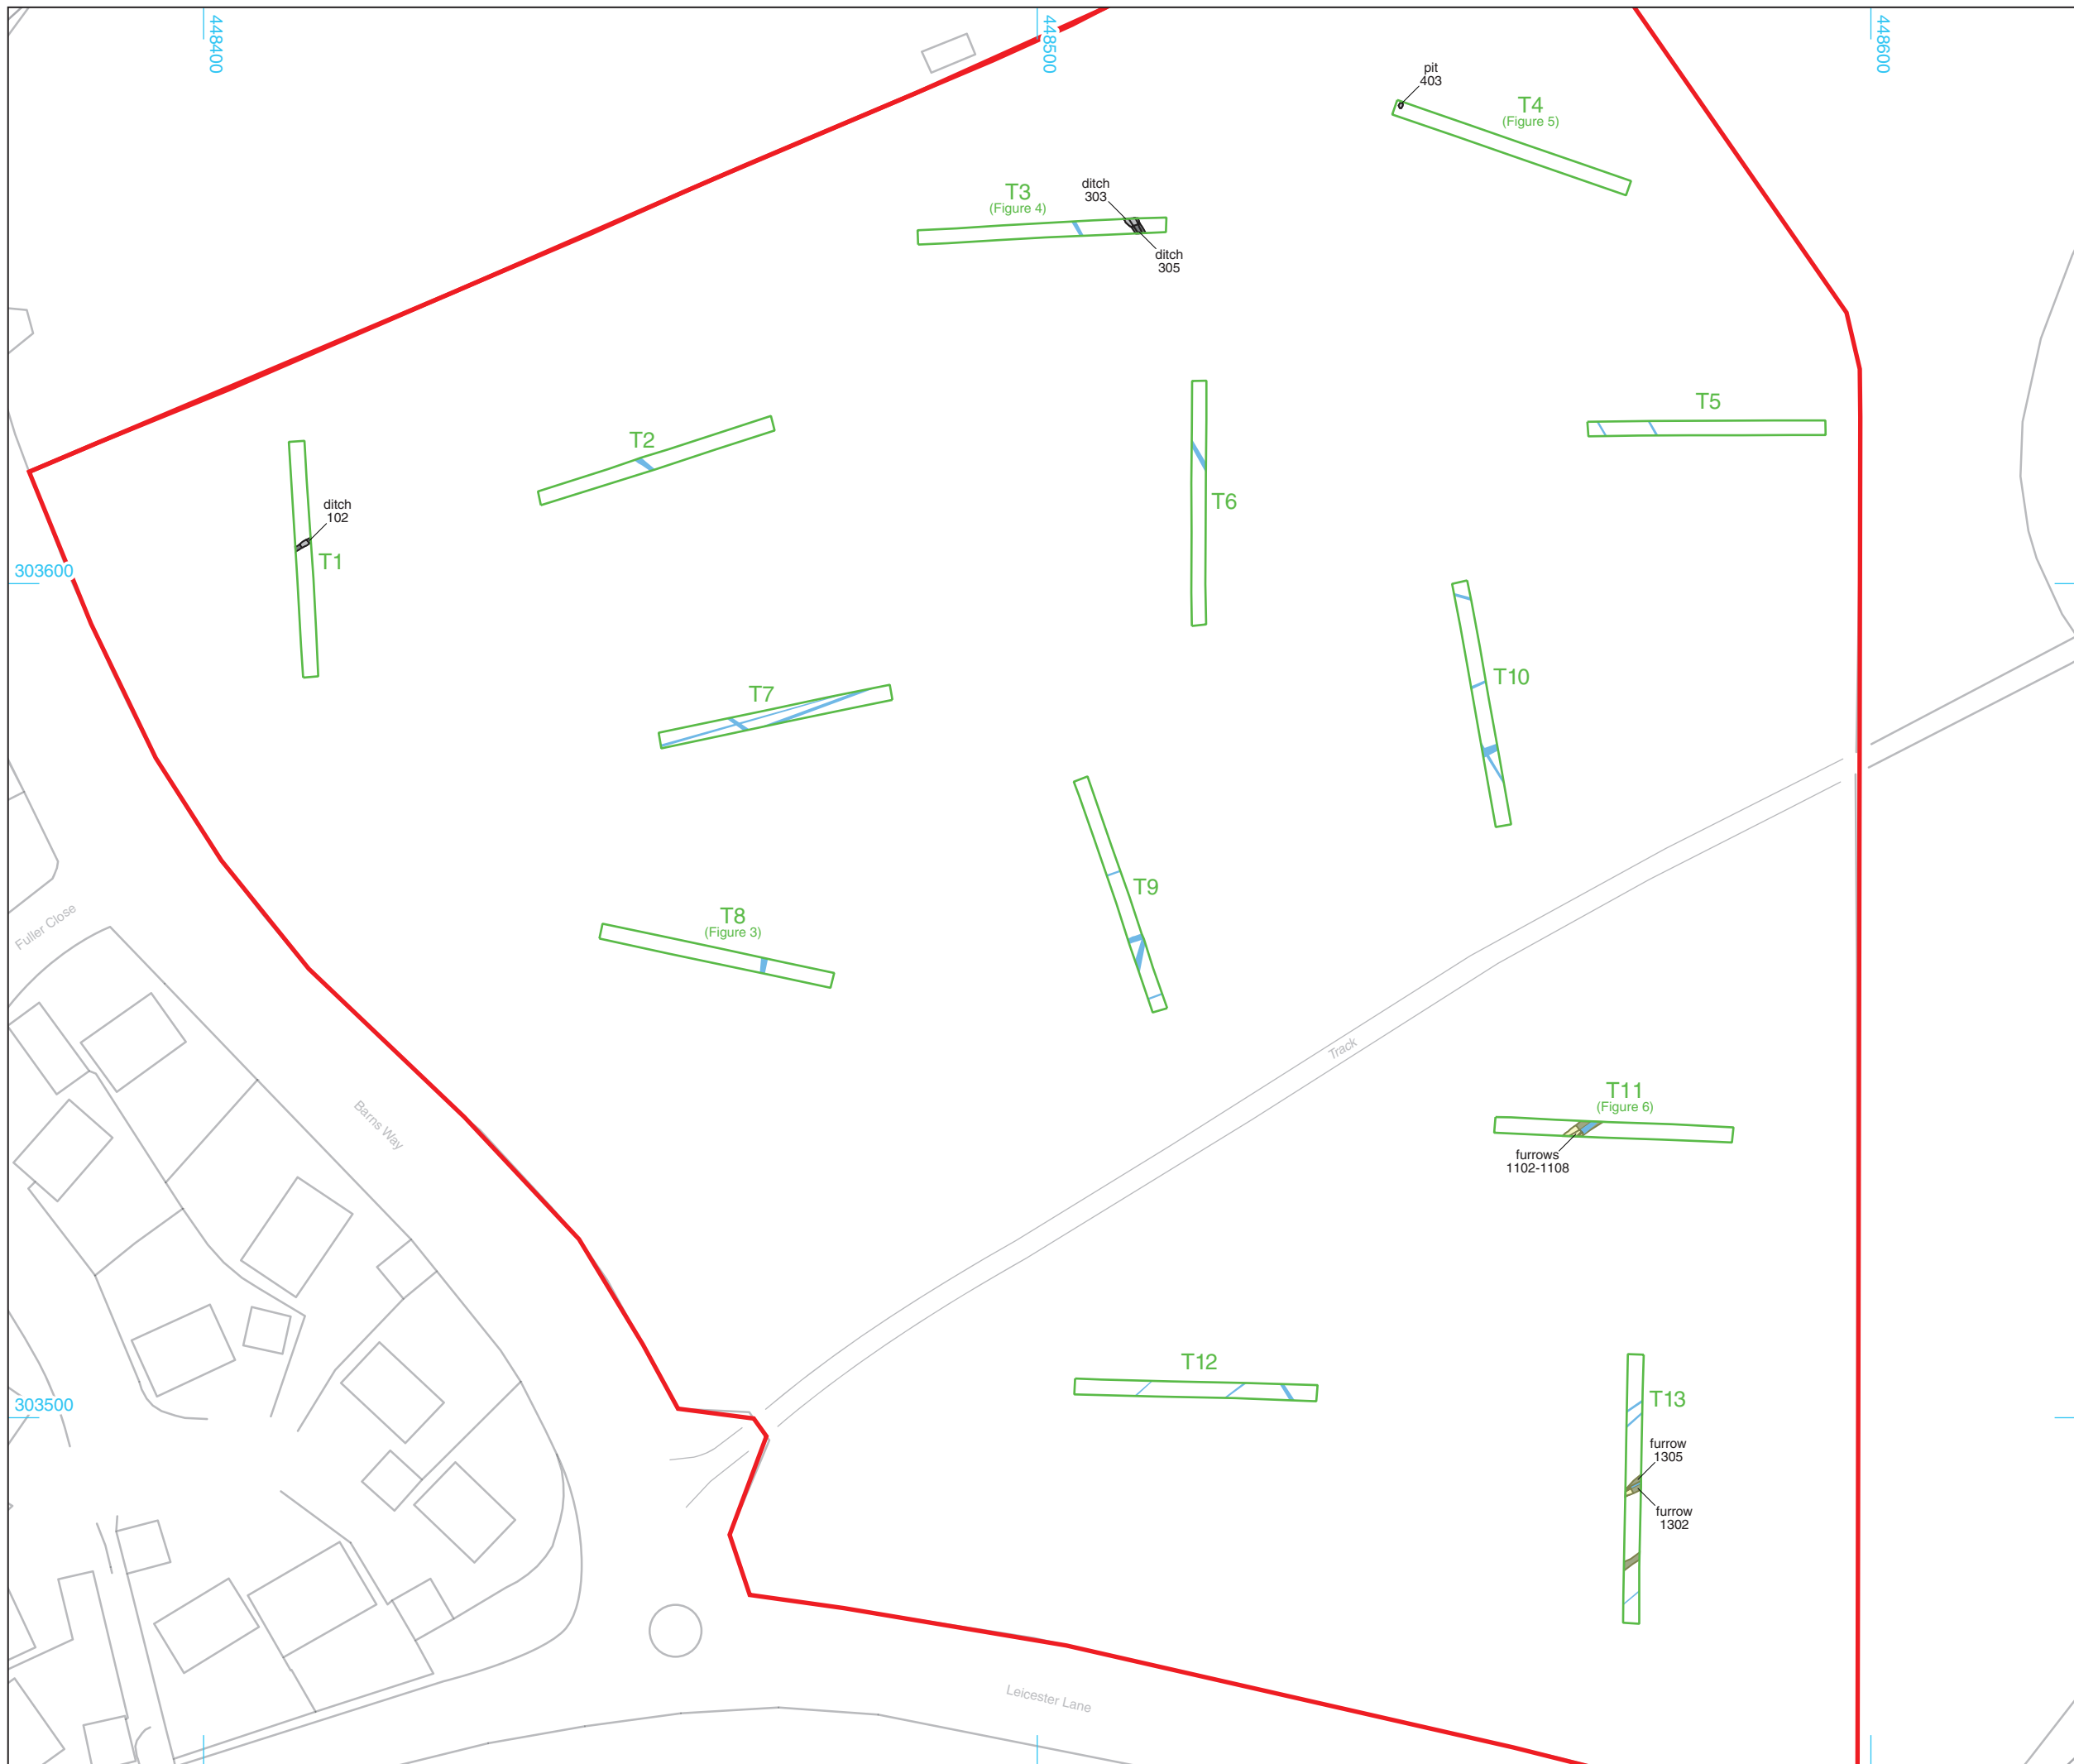 448400
448500
448600
pit
403
T4
(Figure 5)
ditch
303
T3
(Figure 4)
ditch
305
T5
T2
T6
ditch
102
T1
303600
T10
T7
T9
T8
(Figure 3)
Fuller Close
Track
Barns Way
T11
(Figure 6)
furrows
1102-1108
T12
T13
303500
furrow
1305
furrow
1302
Leicester Lane